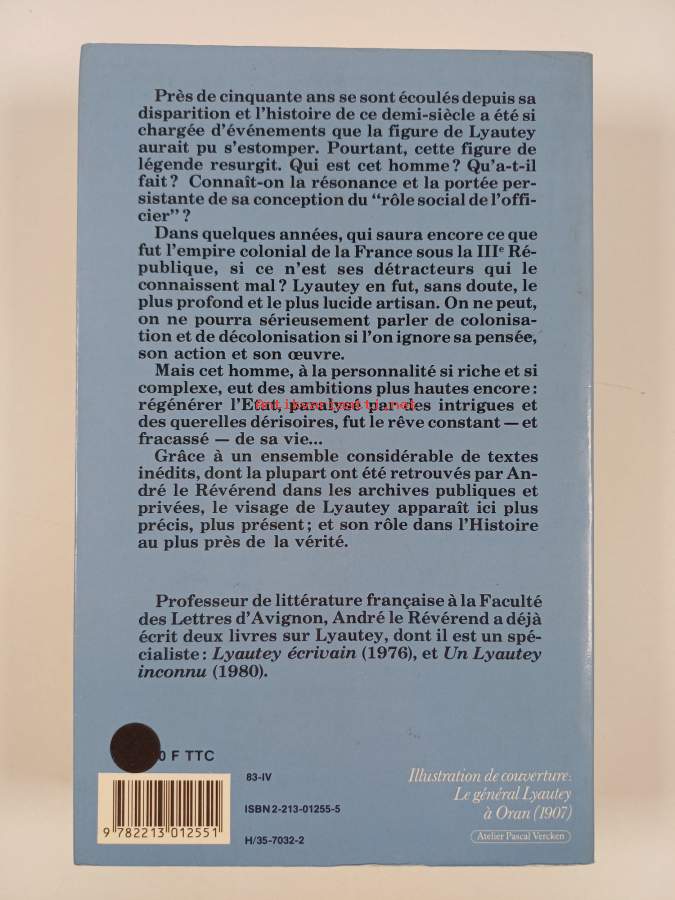 Près de cinquante ans se sont écoulés depuis sa
disparition et l'histoire de ce demi-siècle a été si
chargée d'événements que la figure de Lyautey
aurait pu s'estomper. Pourtant, cette figure de
légende resurgit. Qui est cet homme ? Qu'a-t-il
fait ? Connaît-on la résonance et la portée per-
sistante de sa conception du “rôle social de l'offi-
cier” ?
Dans quelques années, qui saura encore ce que
fut l'empire colonial de la France sous la IIIe Ré-
publique, si ce n'est ses détracteurs qui le
connaissent mal ? Lyautey en fut, sans doute, le
plus profond et le plus lucide artisan. On ne peut,
on ne pourra sérieusement parler de colonisa-
tion et de décolonisation si l'on ignore sa pensée,
son action et son œuvre.
Mais cet homme, à la personnalité si riche et si
complexe, eut des ambitions plus hautes encore :
régénérer l'Etat, paralysé par des intrigues et
des querelles dérisoires, fut le rêve constant — et
fracassé — de sa vie...
Grâce à un ensemble considérable de textes
inédits, dont la plupart ont été retrouvés par An-
dré le Révérend dans les archives publiques et
privées, le visage de Lyautey apparaît ici plus
précis, plus présent ; et son rôle dans l'Histoire
au plus près de la vérité.
Professeur de littérature française à la Faculté
des Lettres d'Avignon, André le Révérend a déjà
écrit deux livres sur Lyautey, dont il est un spé-
cialiste : Lyautey écrivain (1976), et Un Lyautey
inconnu (1980).
0 F TTC
83-IV
ISBN 2-213-01255-5
H/35-7032-2
9 782213 012551
Illustration de couverture :
Le général Lyautey
à Oran (1907)
Atelier Pascal Vercken